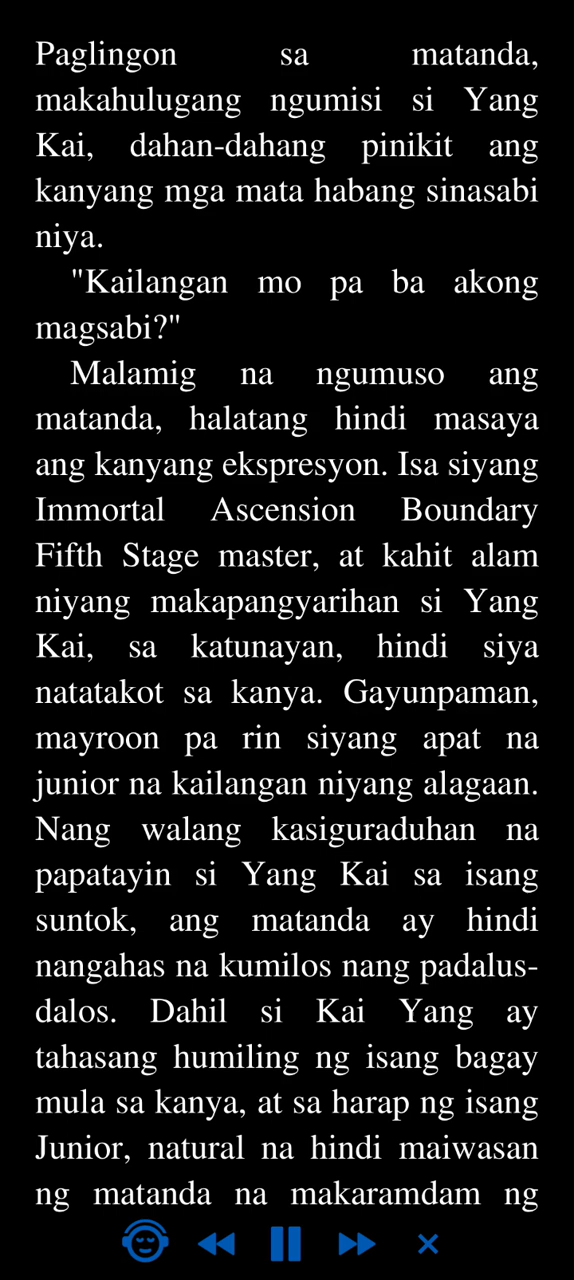 Paglingon sa matanda,
makahulugang ngumisi si Yang
Kai, dahan-dahang pinikit ang
kanyang mga mata habang sinasabi
niya.
"Kailangan mo pa ba akong
magsabi?"
Malamig na ngumuso ang
matanda, halatang hindi masaya
ang kanyang ekspresyon. Isa siyang
Immortal Ascension Boundary
Fifth Stage master, at kahit alam
niyang makapangyarihan si Yang
Kai, sa katunayan, hindi siya
natatakot sa kanya. Gayunpaman,
mayroon pa rin siyang apat na
junior na kailangan niyang alagaan.
Nang walang kasiguraduhan na
papatayin si Yang Kai sa isang
suntok, ang matanda ay hindi
nangahas na kumilos nang padalus-
dalos. Dahil si Kai Yang ay
tahasang humiling ng isang bagay
mula sa kanya, at sa harap ng isang
Junior, natural na hindi maiwasan
ng matanda na makaramdam ng